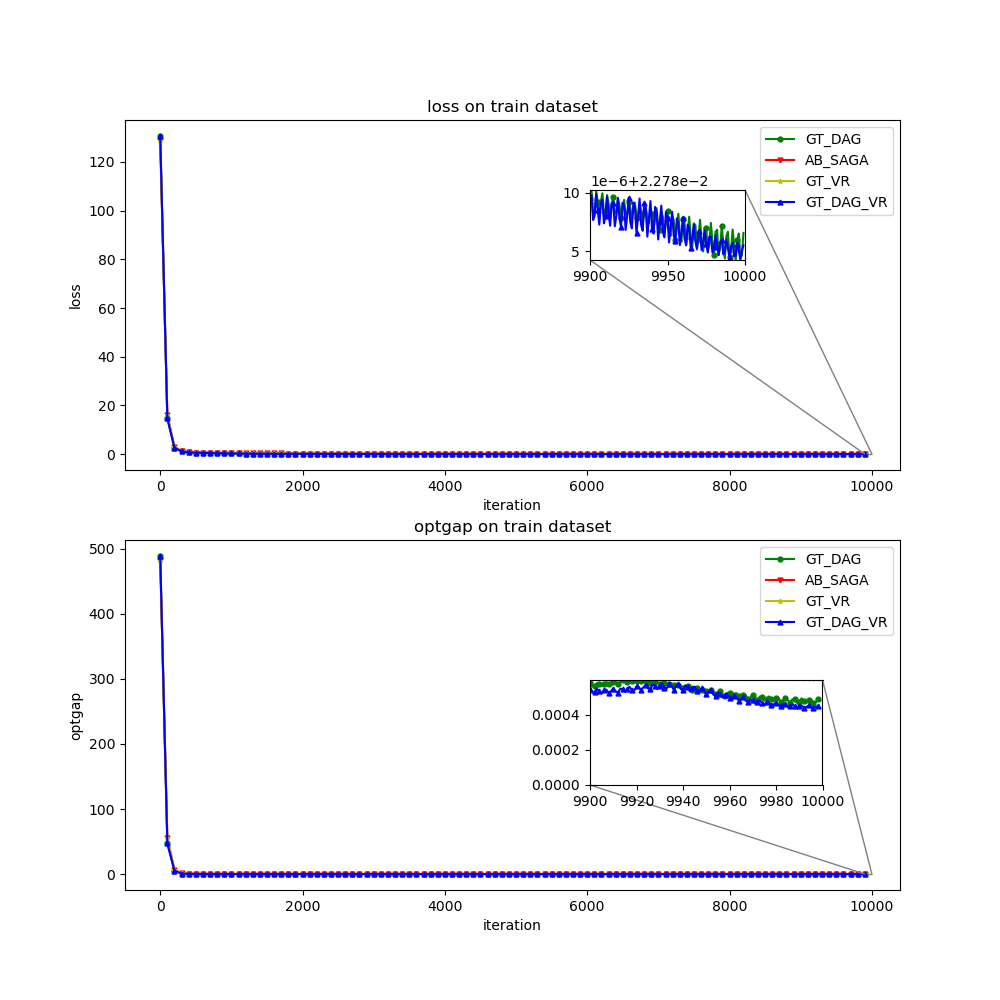 loss on train dataset
120
100
80
60
40
20
0
loss
GT_DAG
AB_SAGA
GT_VR
GT_DAG_VR
1e−6+2.278e−2
10
5
9900 9950 10000
0 2000 4000 6000 8000 10000
iteration
optgap on train dataset
500
400
300
200
100
0
optgap
GT_DAG
AB_SAGA
GT_VR
GT_DAG_VR
0.0004
0.0002
0.0000
9900 9920 9940 9960 9980 10000
0 2000 4000 6000 8000 10000
iteration